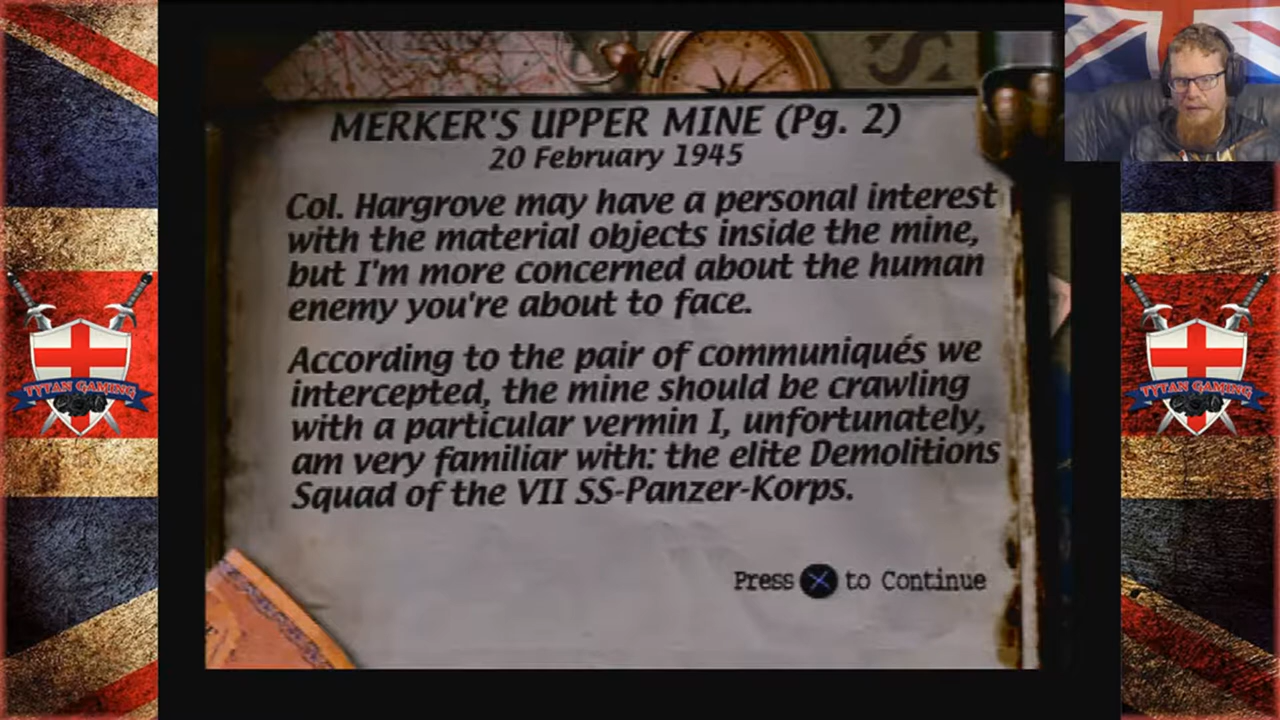 MERKER'S UPPER MINE (Pg. 2)
20 February 1945
Col. Hargrove may have a personal interest
with the material objects inside the mine,
but I'm more concerned about the human
enemy you're about to face.
According to the pair of communiqués we
intercepted, the mine should be crawling
with a particular vermin I, unfortunately,
am very familiar with: the elite Demolitions
Squad of the VII SS-Panzer-Korps.
Press X to Continue
TYTAN GAMING
TYTAN GAMING